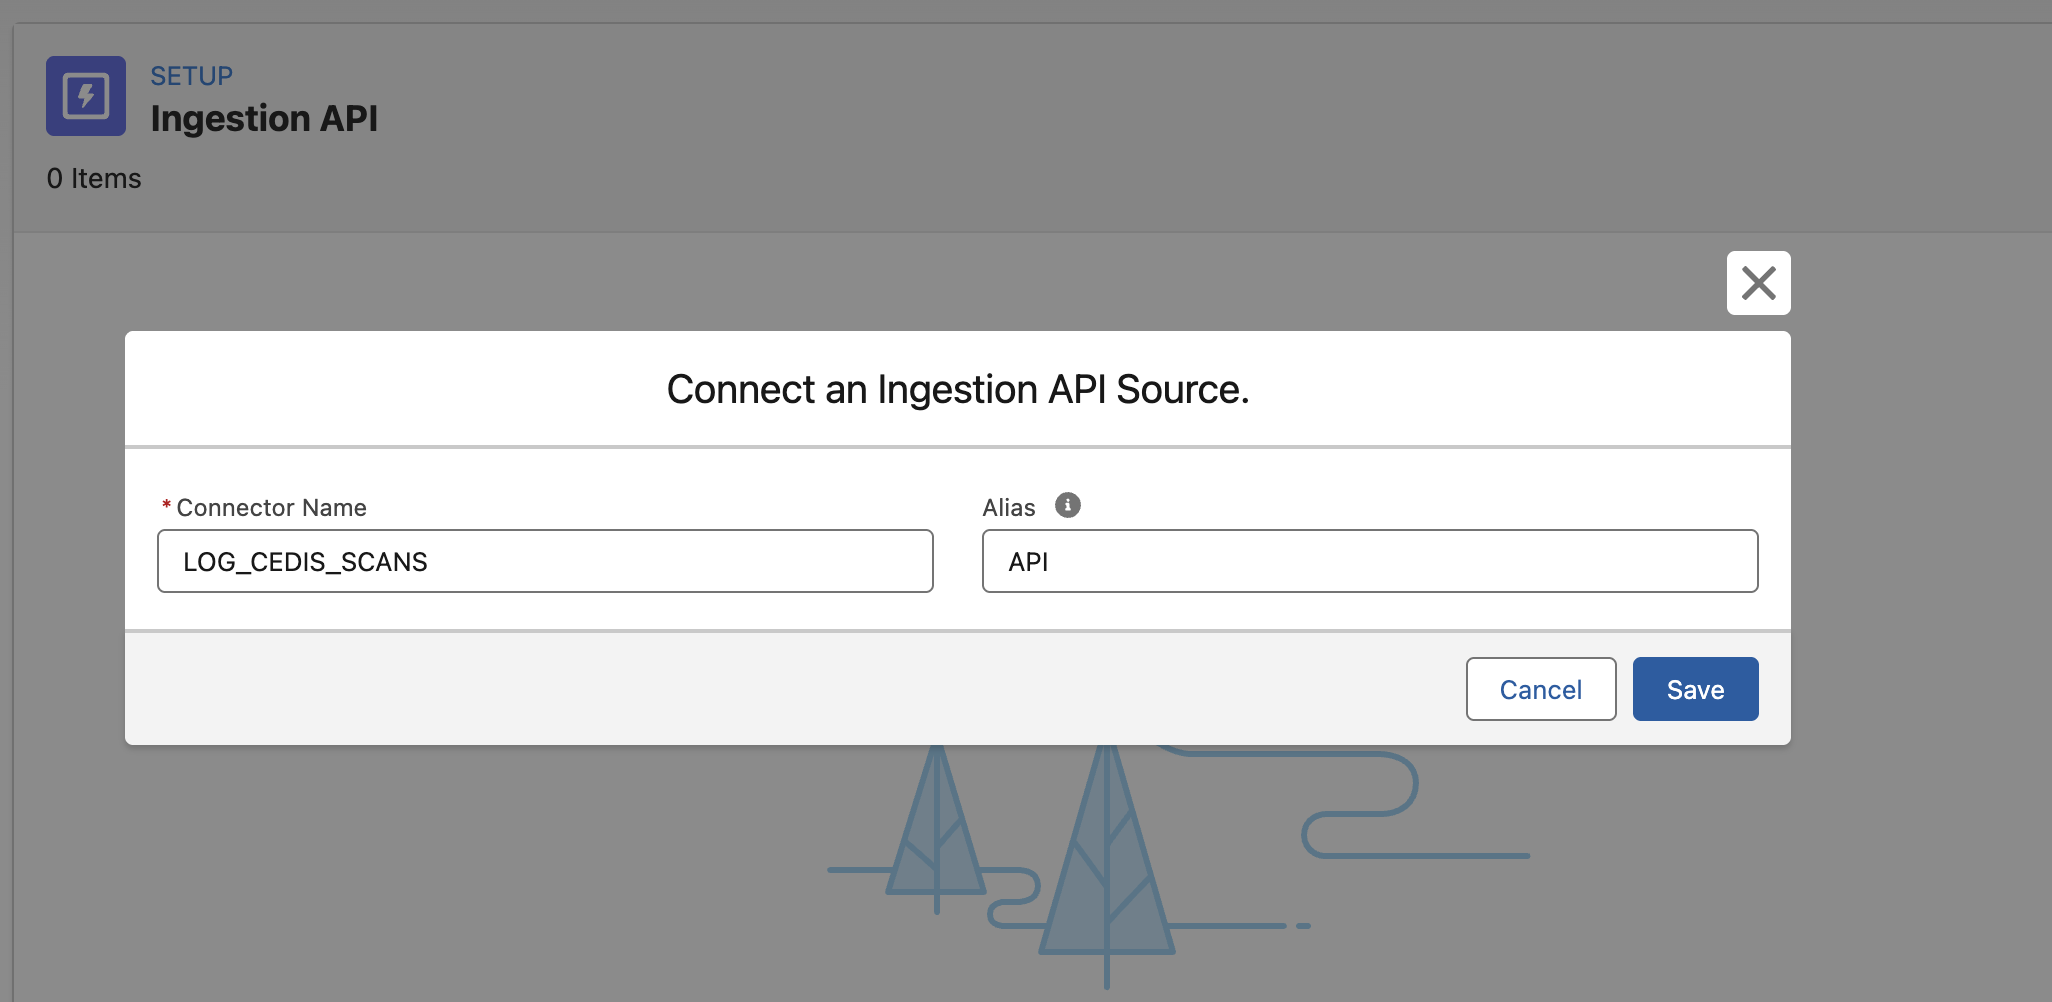 SETUP
Ingestion API
0 Items
Connect an Ingestion API Source.
* Connector Name
LOG_CEDIS_SCANS
Alias
API
Cancel
Save